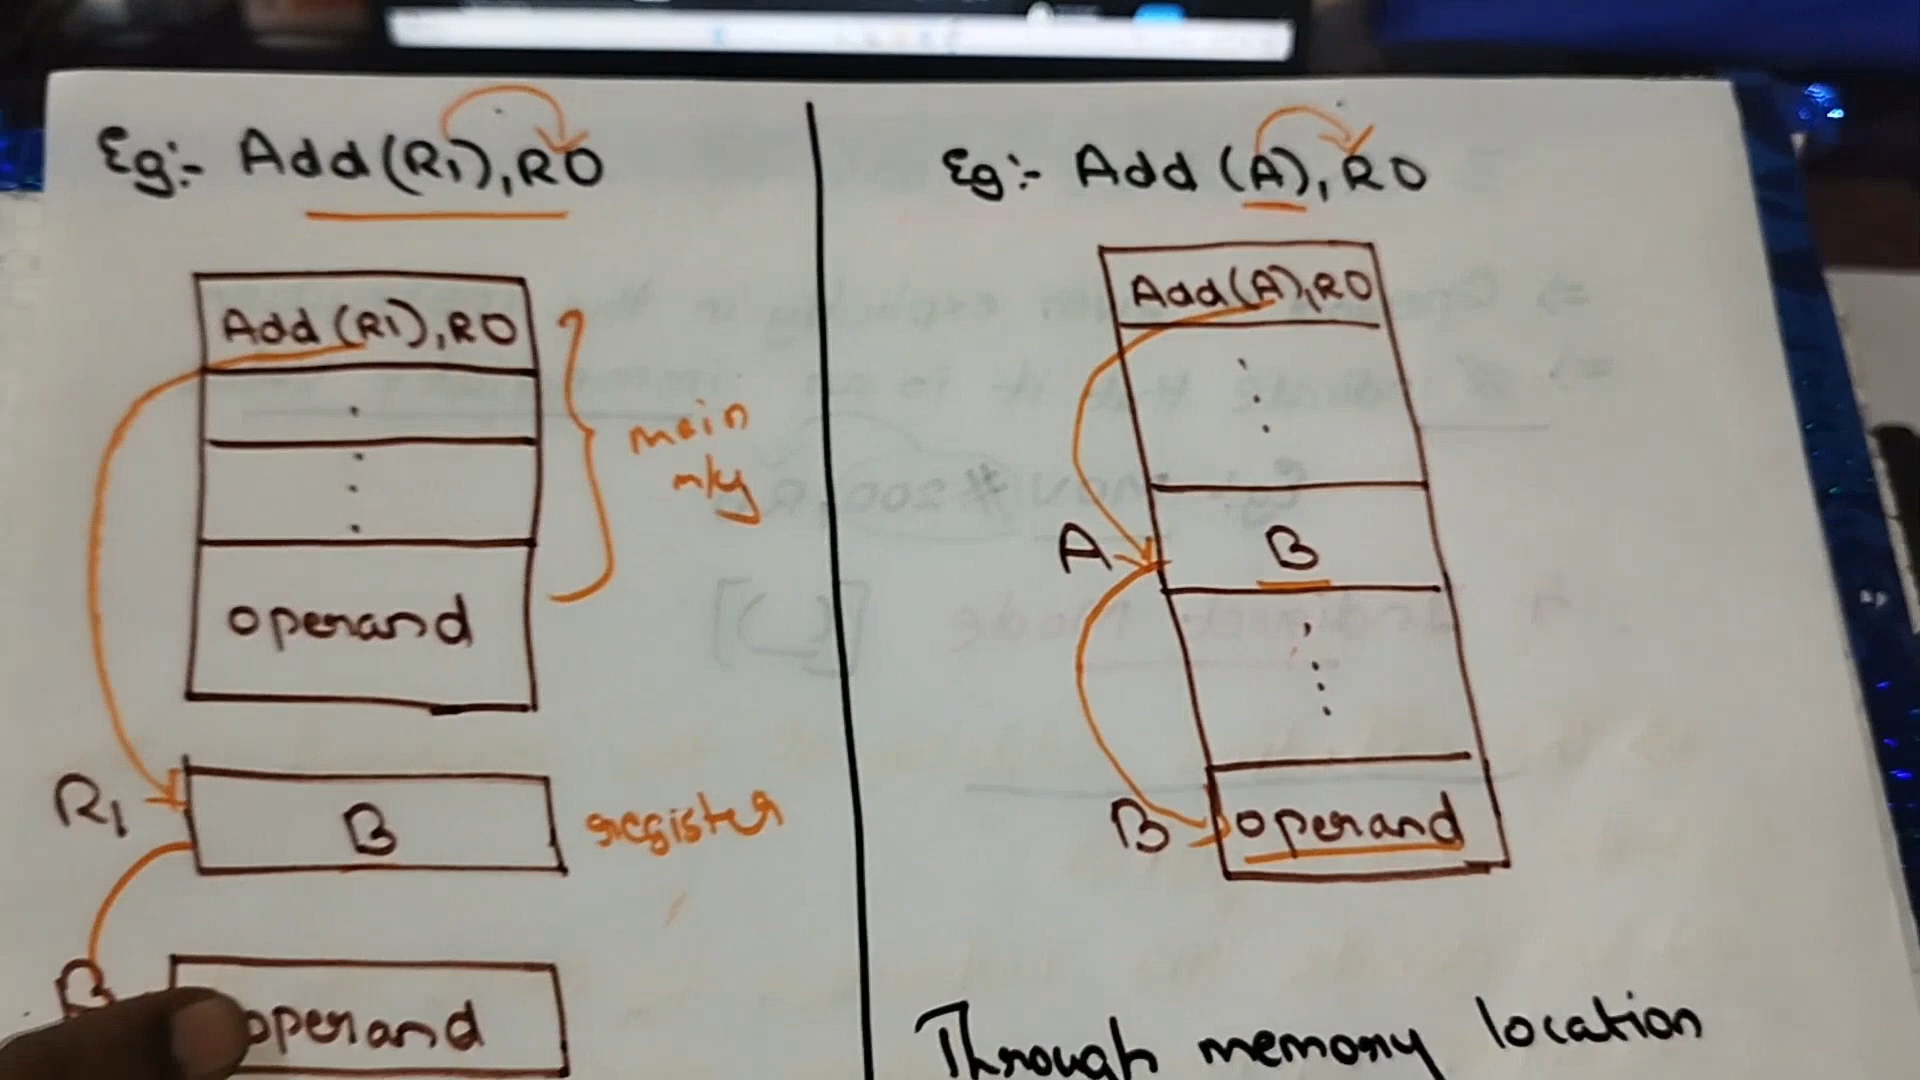 Eg:- Add (R1), R0
Add (R1), R0
.
.
.
.
operand
main
m/y
R1
B
register
B
operand
Eg:- Add (A), R0
Add (A), R0
.
.
.
A
B
.
.
.
.
B
operand
Through memory location